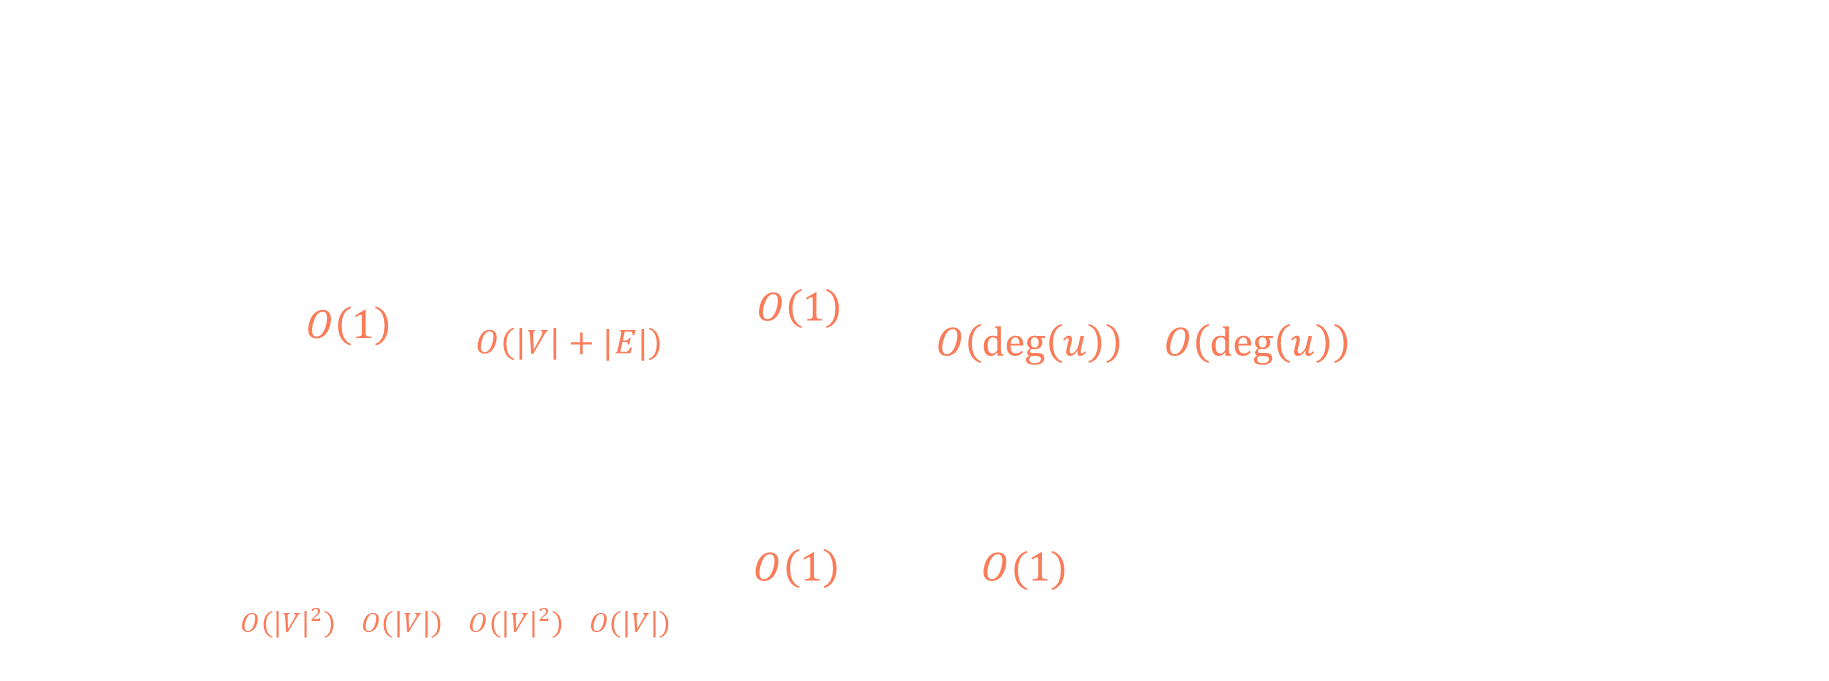 O(1) O(|V| + |E|) O(1) O(deg(u)) O(deg(u))
O(1) O(1)
O(|V|²) O(|V|) O(|V|²) O(|V|)